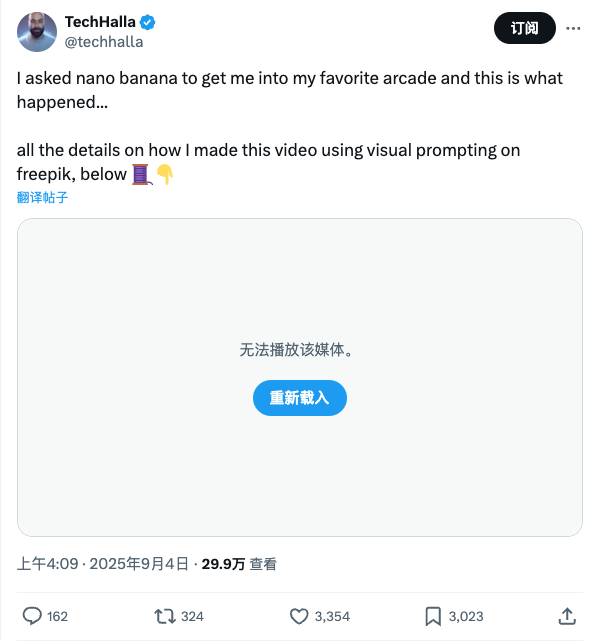 TechHalla
@techhalla
订阅
I asked nano banana to get me into my favorite arcade and this is what
happened...
all the details on how I made this video using visual prompting on
freepik, below 🧵👇
翻译帖子
无法播放该媒体。
重新载入
上午4:09 · 2025年9月4日 · 29.9万 查看
162 324 3,354 3,023